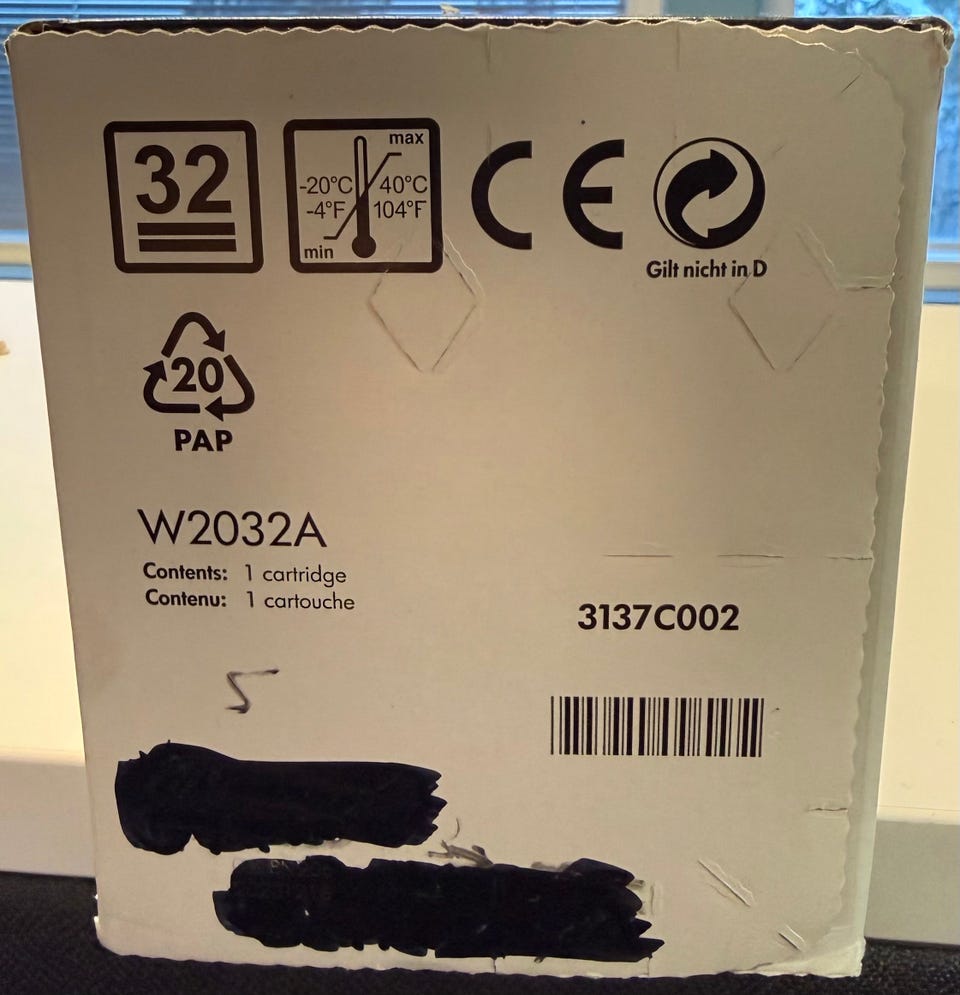 32
max
-20°C 40°C
-4°F 104°F
min
CE
Gilt nicht in D
20
PAP
W2032A
Contents: 1 cartridge
Contenu: 1 cartouche
3137C002
5